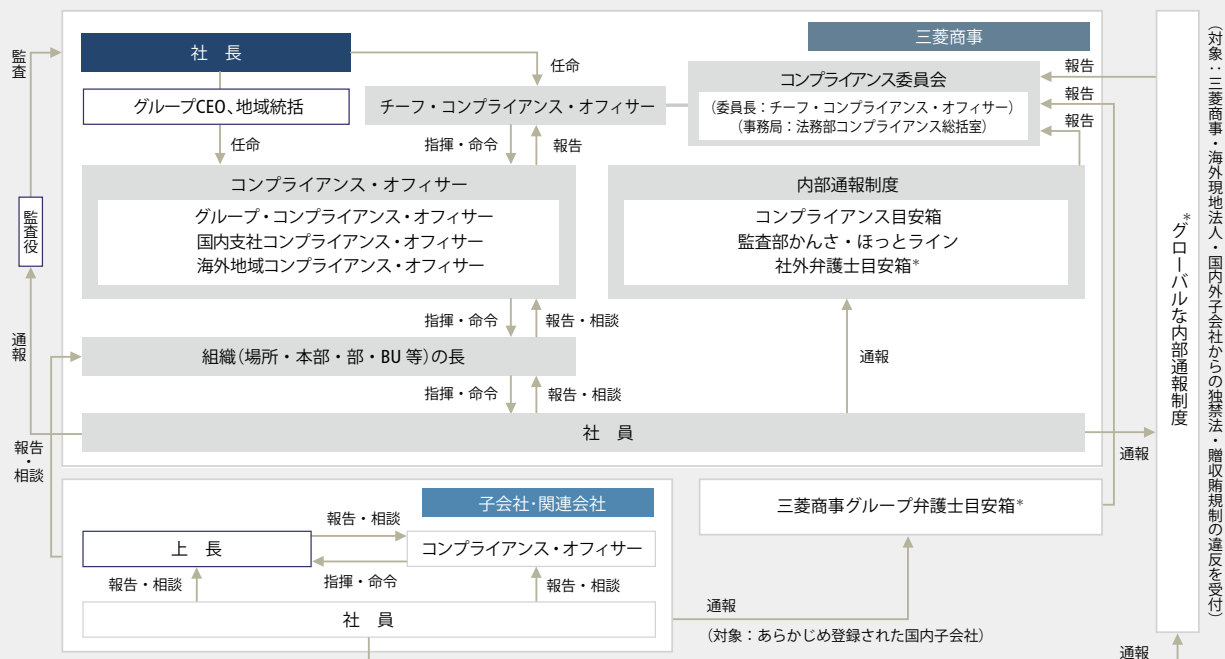 三菱商事
社　長
任命
グループCEO、地域統括
チーフ・コンプライアンス・オフィサー
コンプライアンス委員会
(委員長：チーフ・コンプライアンス・オフィサー)
(事務局：法務部コンプライアンス総括室)
報告
報告
報告
任命
指揮・命令
報告
コンプライアンス・オフィサー
グループ・コンプライアンス・オフィサー
国内支社コンプライアンス・オフィサー
海外地域コンプライアンス・オフィサー
内部通報制度
コンプライアンス目安箱
監査部かんさ・ほっとライン
社外弁護士目安箱*
指揮・命令
報告・相談
組織(場所・本部・部・BU 等)の長
指揮・命令
報告・相談
通報
社　員
監査
監査役
通報
報告・相談
通報
*グローバルな内部通報制度
(対象：三菱商事・海外現地法人・国内外子会社からの独禁法・贈収賄規制の違反を受付)
子会社・関連会社
報告・相談
上　長
コンプライアンス・オフィサー
指揮・命令
報告・相談
報告・相談
社　員
三菱商事グループ弁護士目安箱*
通報
(対象：あらかじめ登録された国内子会社)
通報